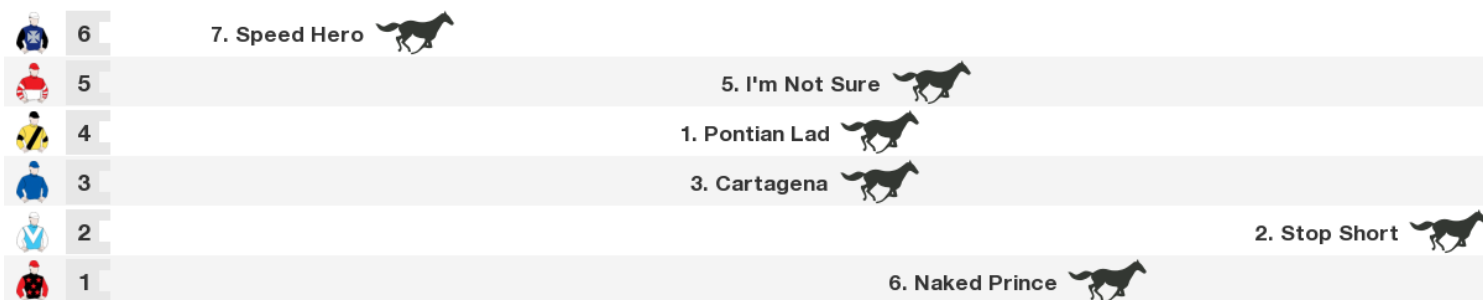 6 7. Speed Hero
5 5. I'm Not Sure
4 1. Pontian Lad
3 3. Cartagena
2 2. Stop Short
1 6. Naked Prince